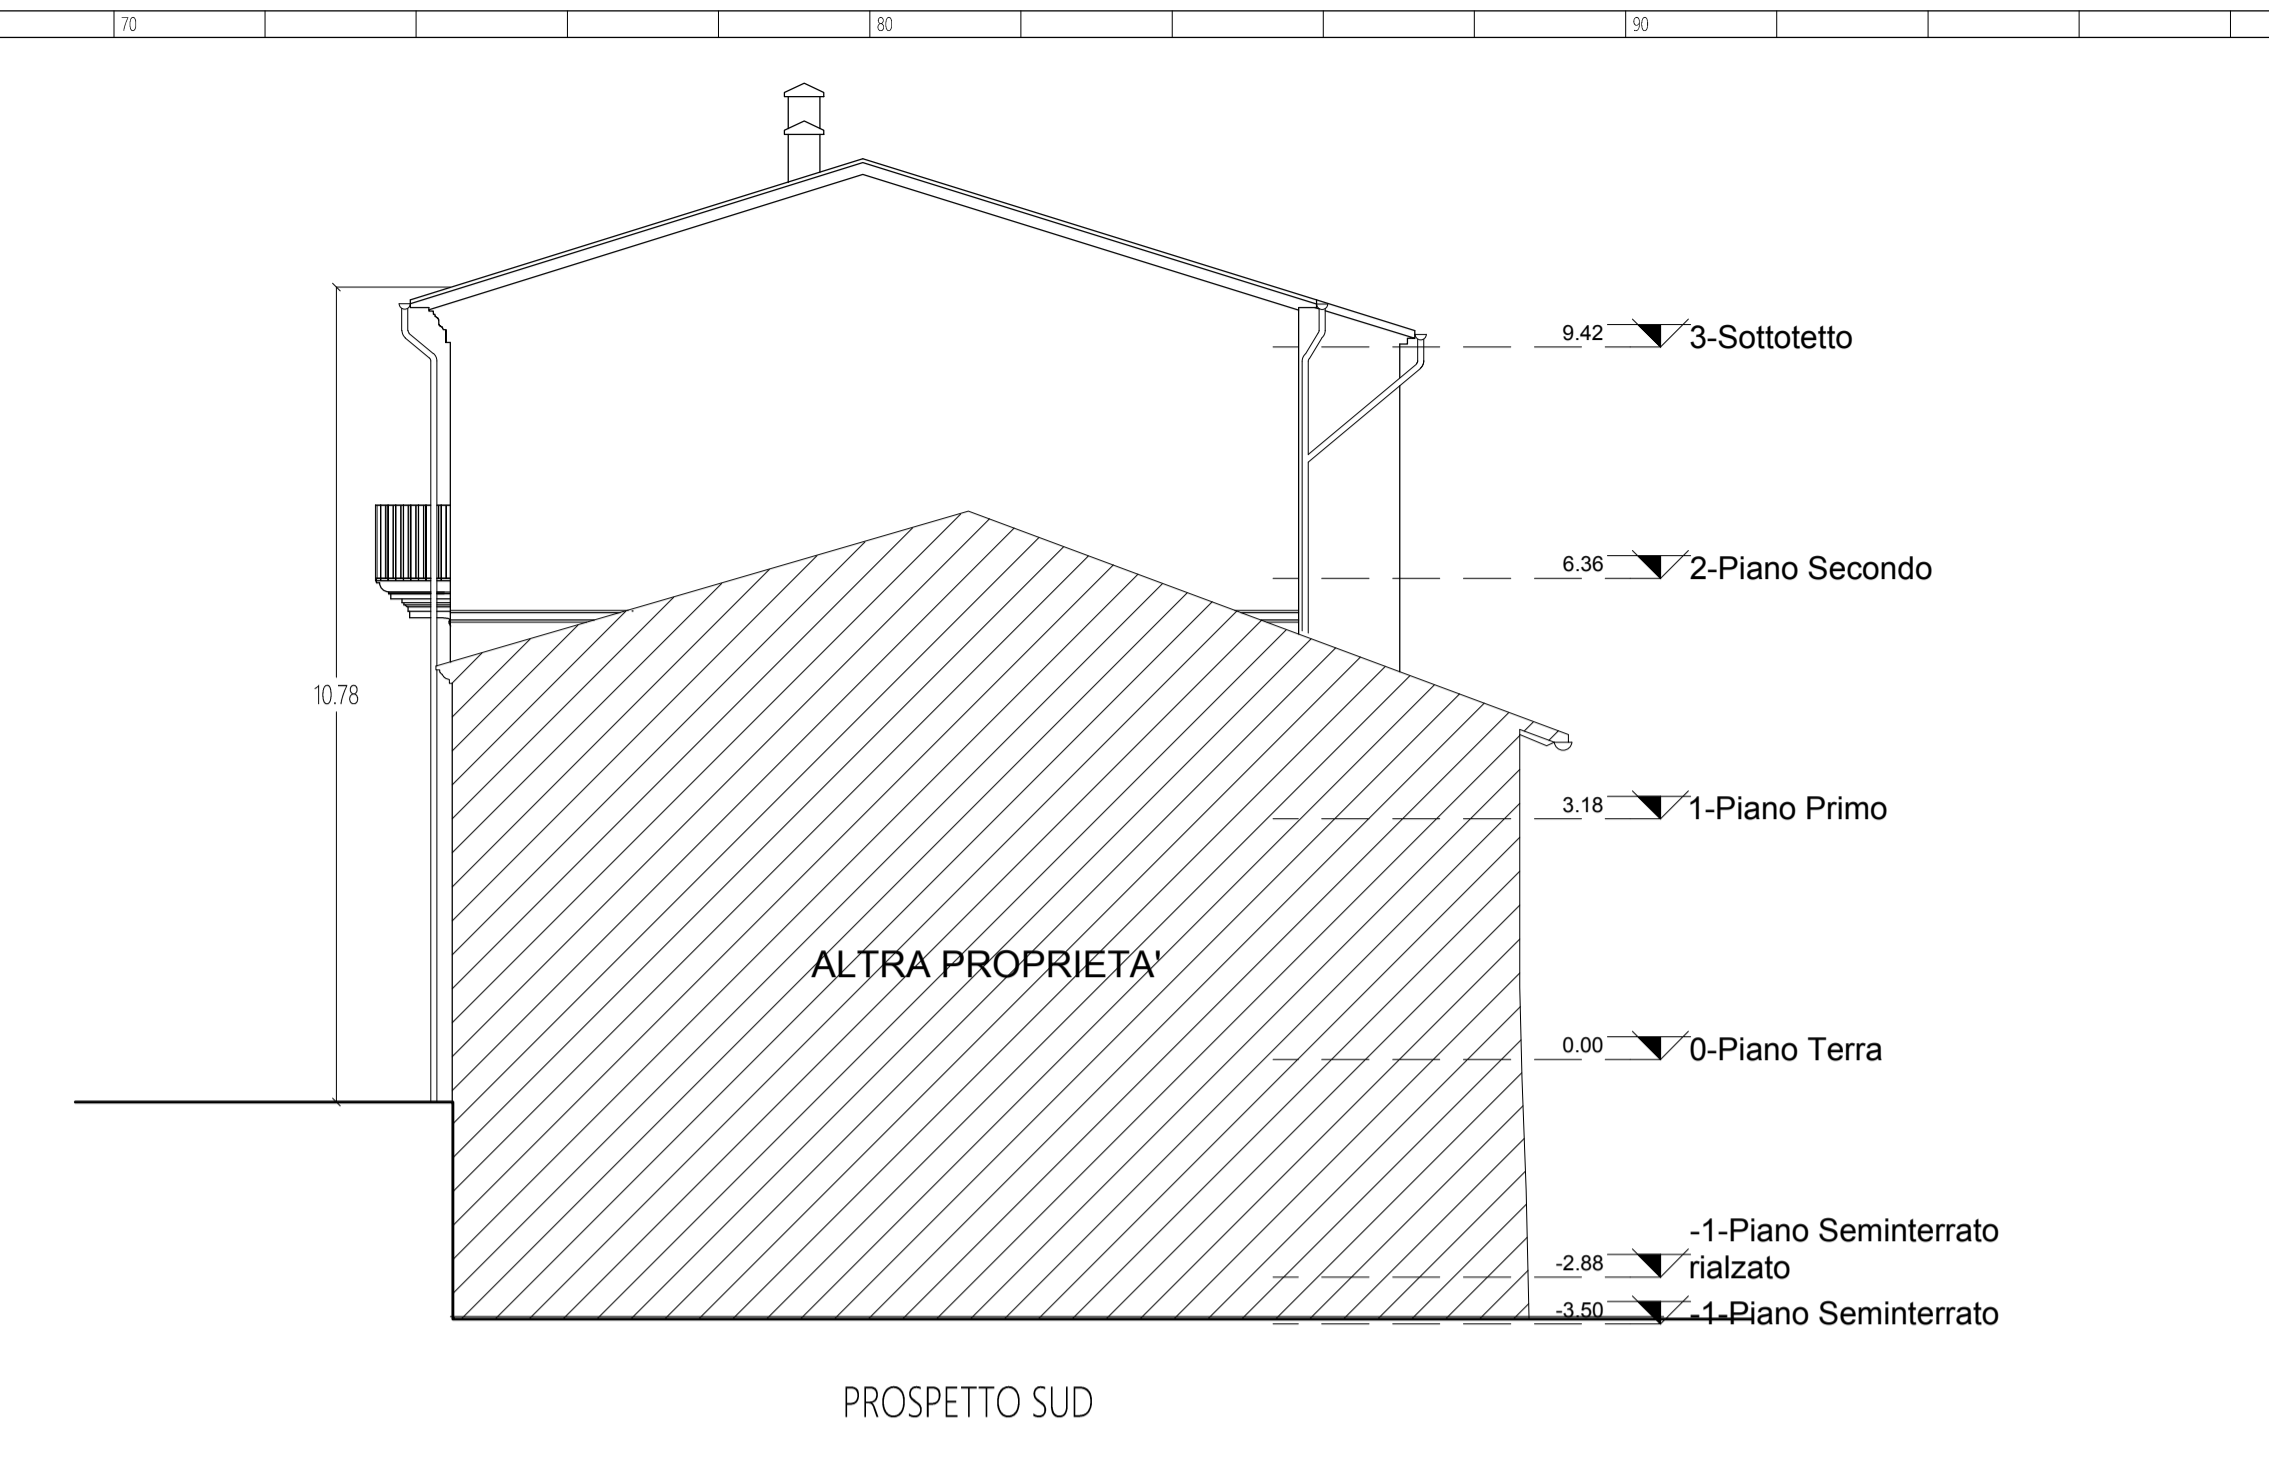 70
80
90
9.42
3-Sottotetto
6.36
2-Piano Secondo
10.78
3.18
1-Piano Primo
ALTRA PROPRIETA'
0.00
0-Piano Terra
-1-Piano Seminterrato
-2.88
rialzato
-3.50
-1-Piano Seminterrato
PROSPETTO SUD